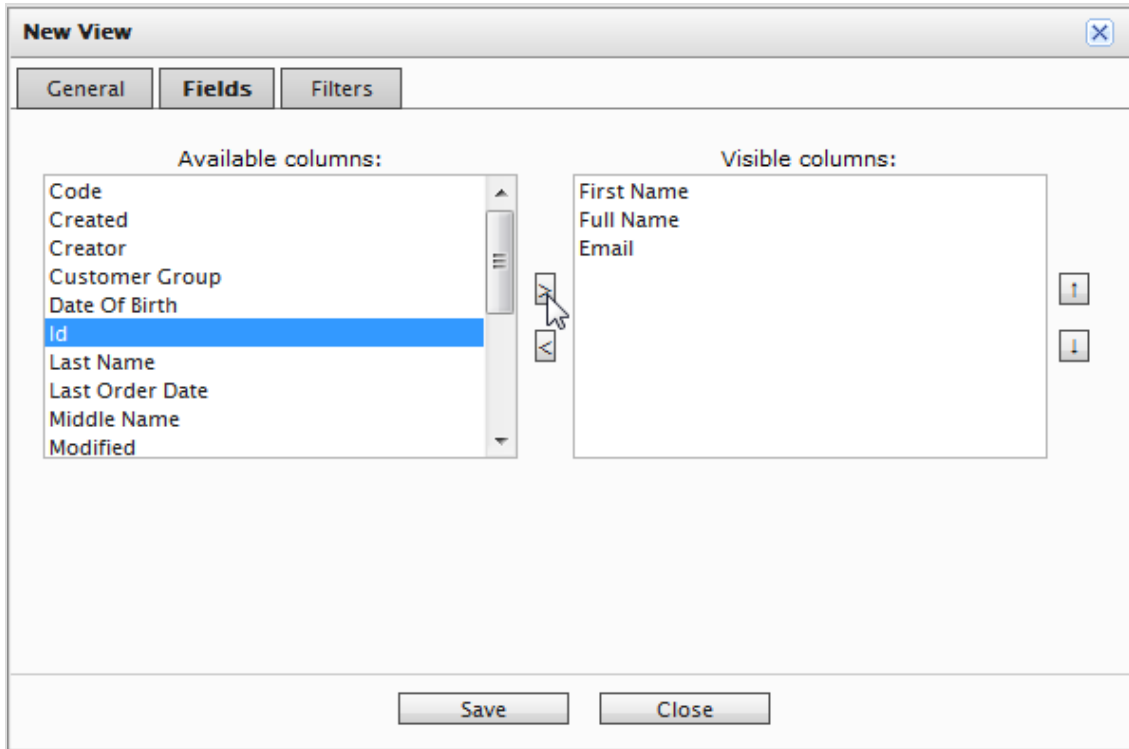 New View
General Fields Filters
Available columns:
Code
Created
Creator
Customer Group
Date Of Birth
Id
Last Name
Last Order Date
Middle Name
Modified
>
<
Visible columns:
First Name
Full Name
Email
↑
↓
Save Close